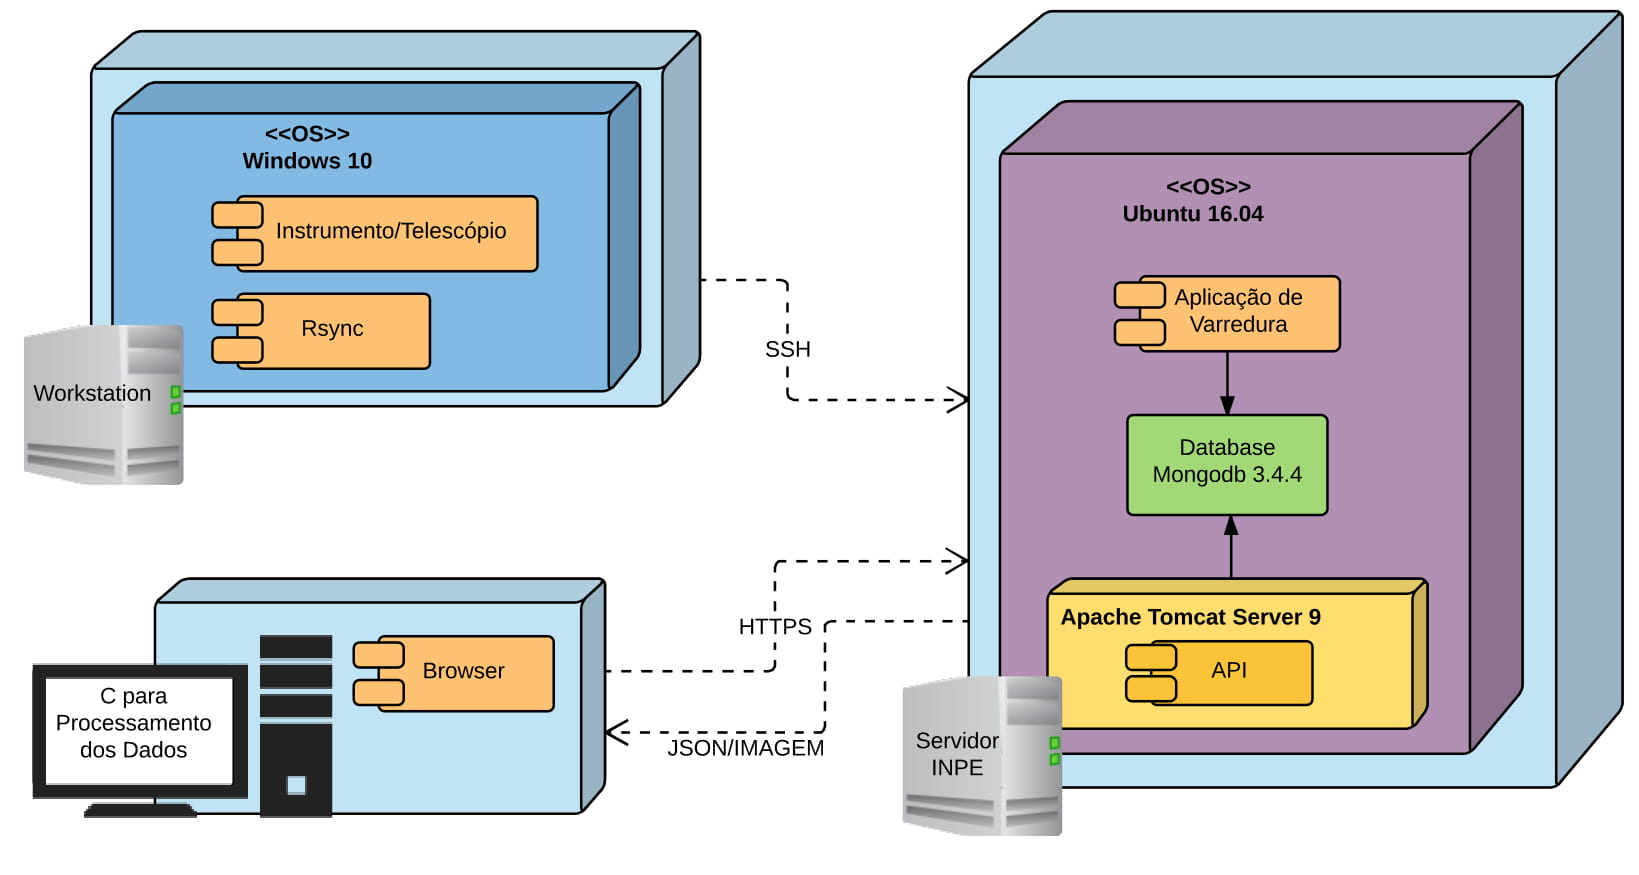 <<OS>>
Windows 10
Instrumento/Telescópio
Rsync
Workstation
SSH
<<OS>>
Ubuntu 16.04
Aplicação de
Varredura
Database
Mongodb 3.4.4
Apache Tomcat Server 9
API
Servidor
INPE
HTTPS
JSON/IMAGEM
Browser
C para
Processamento
dos Dados